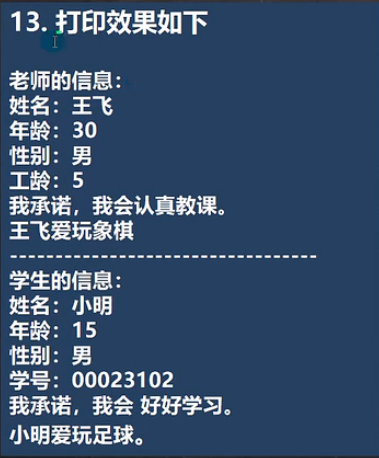 13. 打印效果如下
老师的信息：
姓名：王飞
年龄：30
性别：男
工龄：5
我承诺，我会认真教课。
王飞爱玩象棋
----------------------------------
学生的信息：
姓名：小明
年龄：15
性别：男
学号：00023102
我承诺，我会 好好学习。
小明爱玩足球。